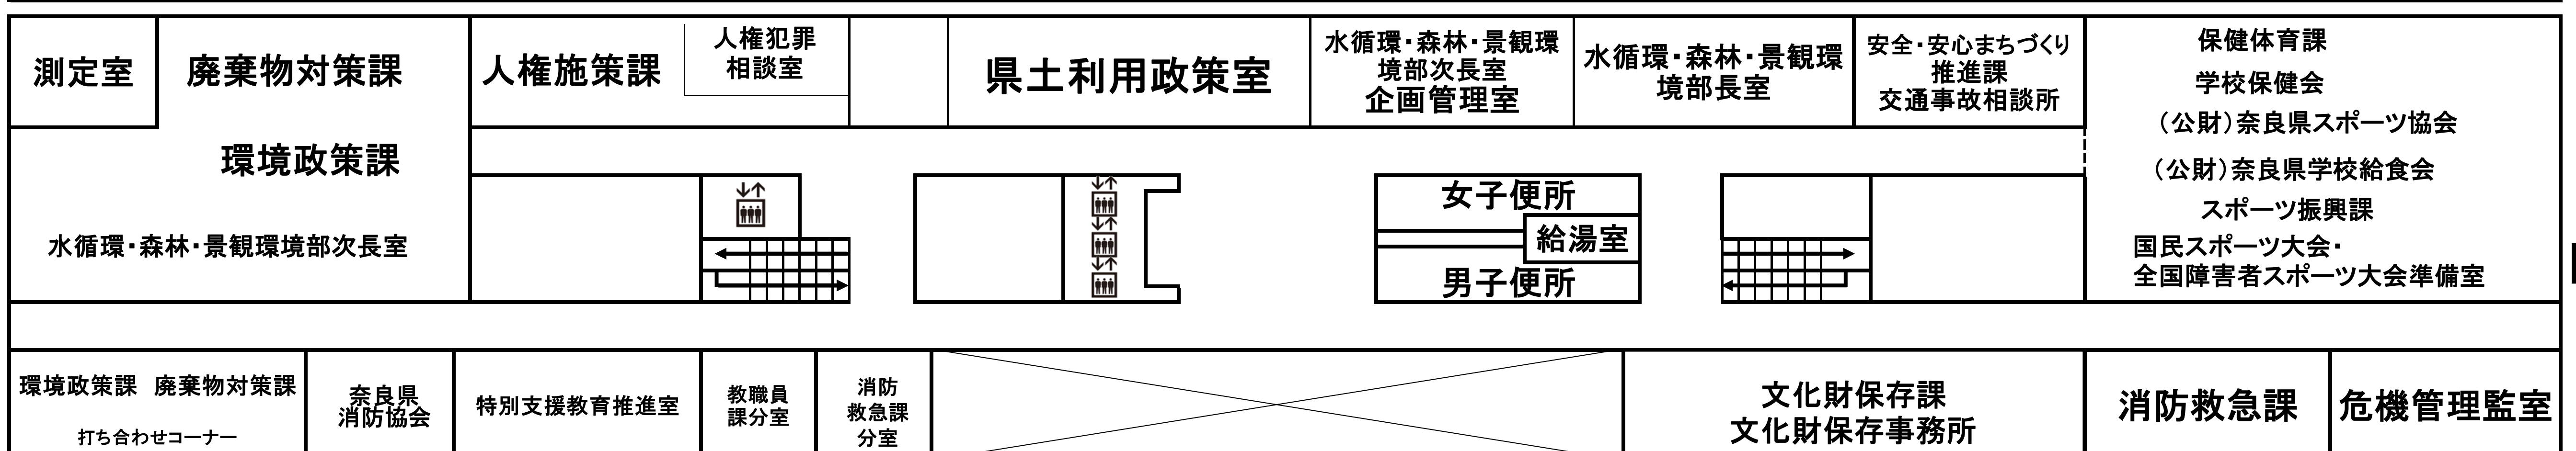 測定室
廃棄物対策課
環境政策課
水循環・森林・景観環境部次長室
人権施策課
人権犯罪
相談室
県土利用政策室
水循環・森林・景観環
境部次長室
企画管理室
水循環・森林・景観環
境部長室
安全・安心まちづくり
推進課
交通事故相談所
保健体育課
学校保健会
（公財）奈良県スポーツ協会
（公財）奈良県学校給食会
スポーツ振興課
国民スポーツ大会・
全国障害者スポーツ大会準備室
女子便所
給湯室
男子便所
環境政策課 廃棄物対策課
打ち合わせコーナー
奈良県
消防協会
特別支援教育推進室
教職員
課分室
消防
救急課
分室
文化財保存課
文化財保存事務所
消防救急課
危機管理監室